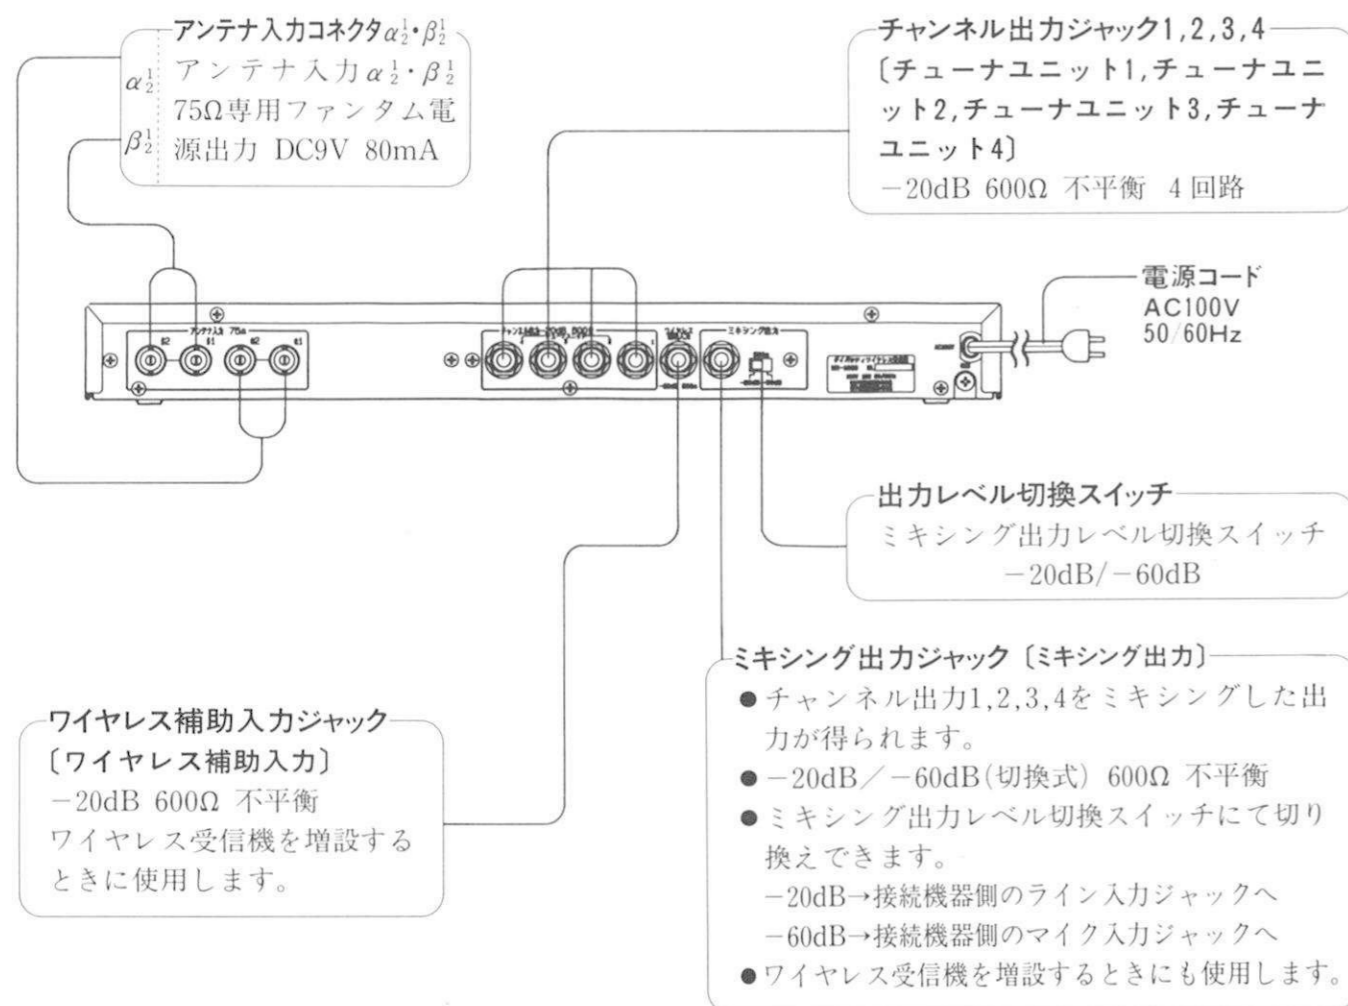 アンテナ入力コネクタα½・β½
α½
β½
アンテナ入力α½・β½
75Ω専用ファンタム電
源出力 DC9V 80mA
チャンネル出力ジャック1,2,3,4
〔チューナユニット1,チューナユニ
ット2,チューナユニット3,チューナ
ユニット4〕
−20dB 600Ω 不平衡 4回路
電源コード
AC100V
50/60Hz
アンテナ入力 75Ω
ミキシング出力
出力レベル切換スイッチ
ミキシング出力レベル切換スイッチ
−20dB/−60dB
ワイヤレス補助入力ジャック
〔ワイヤレス補助入力〕
−20dB 600Ω 不平衡
ワイヤレス受信機を増設する
ときに使用します。
ミキシング出力ジャック〔ミキシング出力〕
●チャンネル出力1,2,3,4をミキシングした出
力が得られます。
●−20dB/−60dB(切換式) 600Ω 不平衡
●ミキシング出力レベル切換スイッチにて切り
換えできます。
−20dB→接続機器側のライン入力ジャックへ
−60dB→接続機器側のマイク入力ジャックへ
●ワイヤレス受信機を増設するときにも使用します。